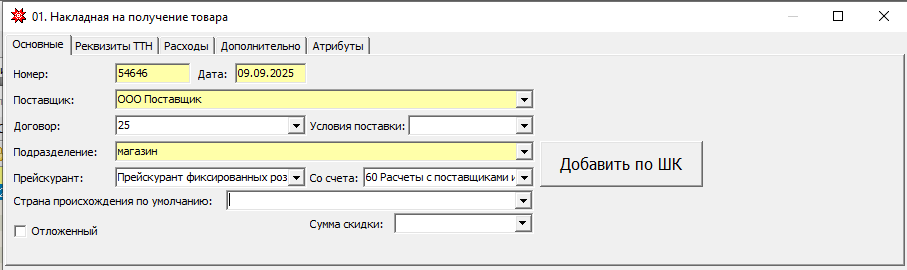 01. Накладная на получение товара
Основные Реквизиты ТТН Расходы Дополнительно Атрибуты
Номер: 54646 Дата: 09.09.2025
Поставщик: ООО Поставщик
Договор: 25 Условия поставки:
Подразделение: магазин
Прейскурант: Прейскурант фиксированных роз Со счета: 60 Расчеты с поставщиками и
Добавить по ШК
Страна происхождения по умолчанию:
Сумма скидки:
Отложенный